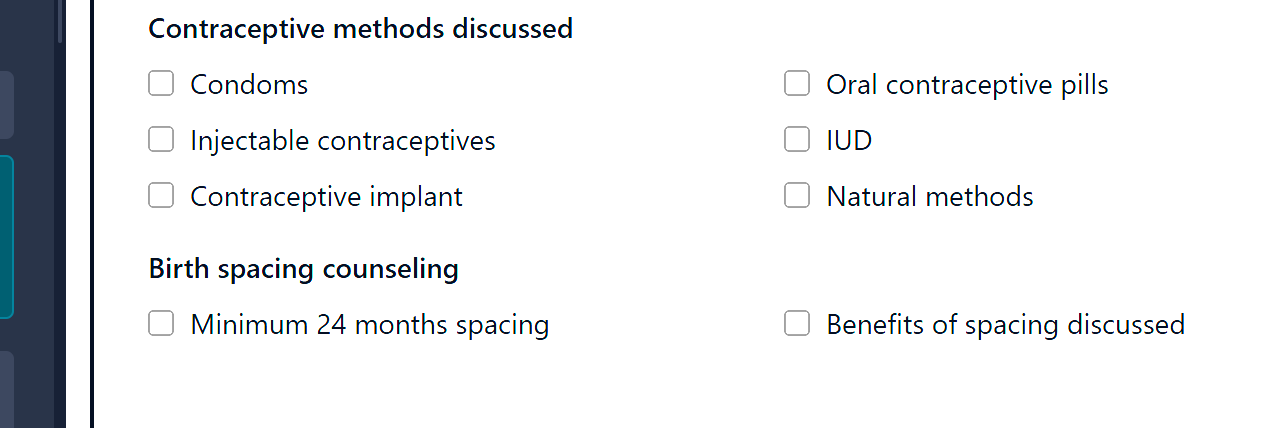 Contraceptive methods discussed
Condoms
Oral contraceptive pills
Injectable contraceptives
IUD
Contraceptive implant
Natural methods
Birth spacing counseling
Minimum 24 months spacing
Benefits of spacing discussed